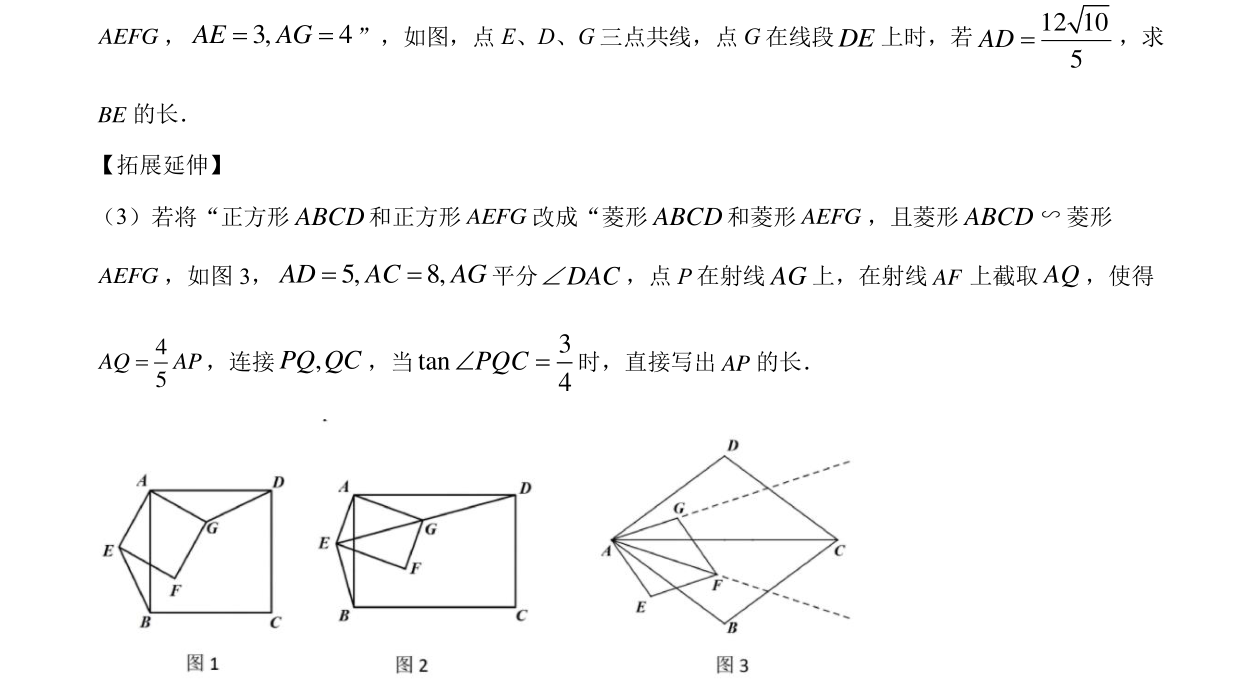 AEFG，AE = 3, AG = 4”，如图，点 E、D、G 三点共线，点 G 在线段 DE 上时，若 AD = 12√10/5，求
BE 的长．
【拓展延伸】
（3）若将“正方形 ABCD 和正方形 AEFG 改成“菱形 ABCD 和菱形 AEFG，且菱形 ABCD ∽ 菱形
AEFG，如图 3，AD = 5, AC = 8, AG 平分∠DAC，点 P 在射线 AG 上，在射线 AF 上截取 AQ，使得
AQ = 4/5 AP，连接 PQ, QC，当 tan ∠PQC = 3/4 时，直接写出 AP 的长．
A D G E F B C
A D G E F B C
D G A C F E B
图 1 图 2 图 3